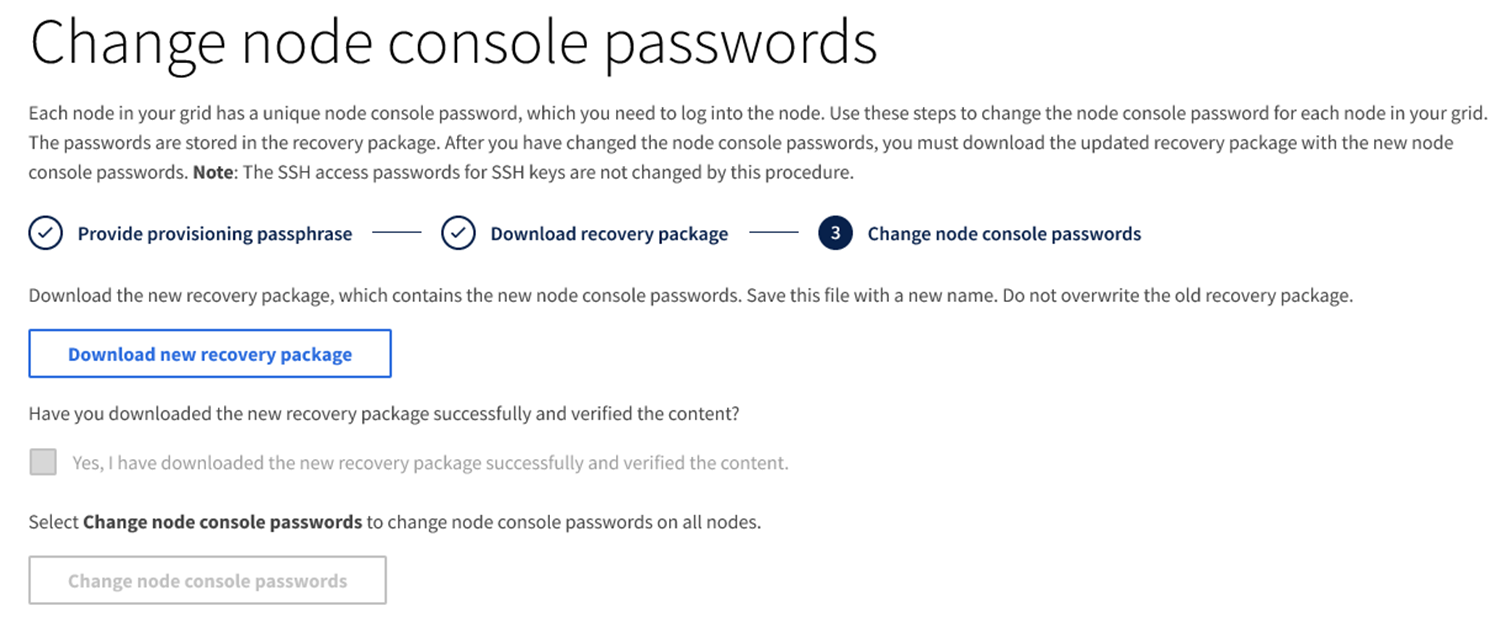 Change node console passwords
Each node in your grid has a unique node console password, which you need to log into the node. Use these steps to change the node console password for each node in your grid.
The passwords are stored in the recovery package. After you have changed the node console passwords, you must download the updated recovery package with the new node
console passwords. Note: The SSH access passwords for SSH keys are not changed by this procedure.
Provide provisioning passphrase Download recovery package 3 Change node console passwords
Download the new recovery package, which contains the new node console passwords. Save this file with a new name. Do not overwrite the old recovery package.
Download new recovery package
Have you downloaded the new recovery package successfully and verified the content?
Yes, I have downloaded the new recovery package successfully and verified the content.
Select Change node console passwords to change node console passwords on all nodes.
Change node console passwords